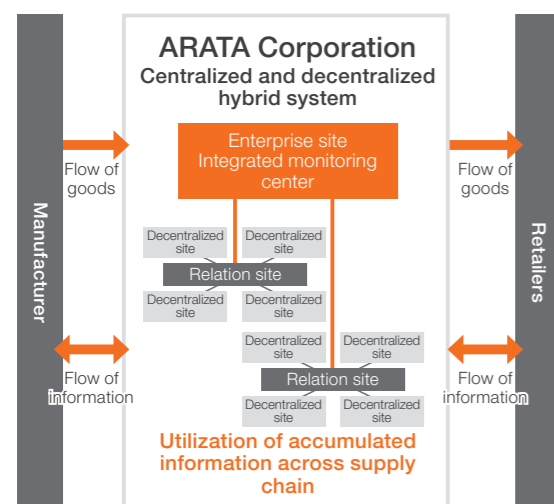 ARATA Corporation
Centralized and decentralized
hybrid system
Enterprise site
Integrated monitoring
center
Flow of
goods
Flow of
goods
Manufacturer
Retailers
Decentralized
site
Decentralized
site
Relation site
Decentralized
site
Decentralized
site
Decentralized
site
Decentralized
site
Relation site
Decentralized
site
Decentralized
site
Flow of
information
Flow of
information
Utilization of accumulated
information across supply
chain